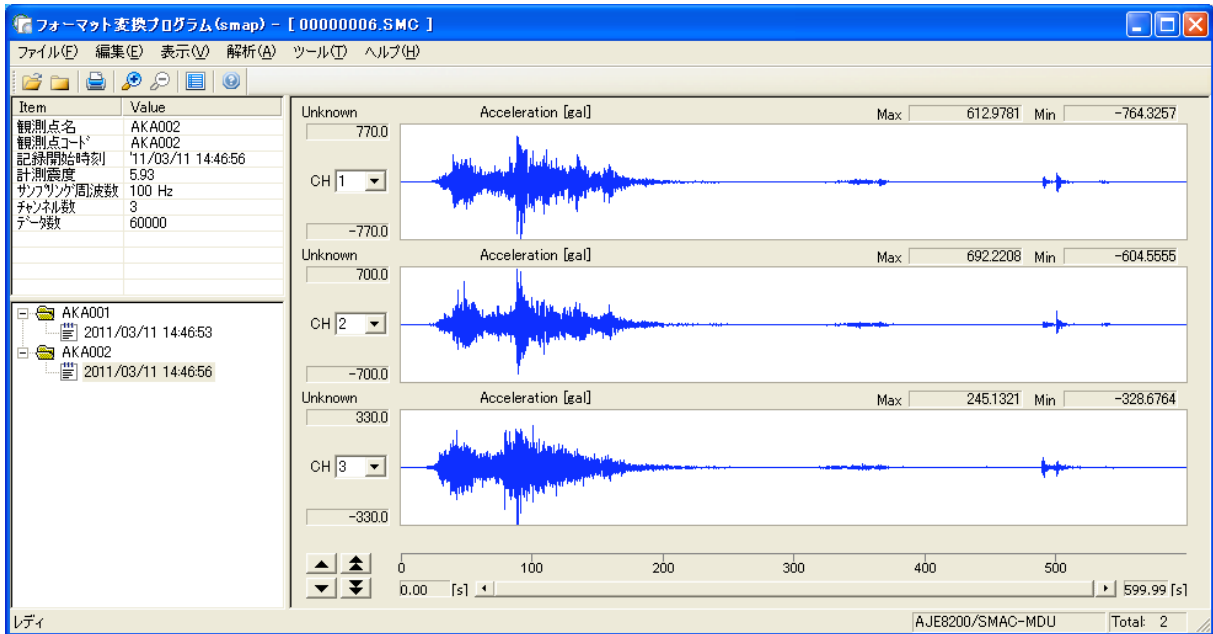 フォーマット変換プログラム(smap) - [ 00000006.SMC ]
ファイル(F) 編集(E) 表示(V) 解析(A) ツール(T) ヘルプ(H)
Item Value
観測点名 AKA002
観測点コード AKA002
記録開始時刻 '11/03/11 14:46:56
計測震度 5.93
サンプリング周波数 100 Hz
チャンネル数 3
データ数 60000
AKA001
2011/03/11 14:46:53
AKA002
2011/03/11 14:46:56
Unknown Acceleration [gal] Max 612.9781 Min -764.3257
770.0
CH 1
-770.0
Unknown Acceleration [gal] Max 692.2208 Min -604.5555
700.0
CH 2
-700.0
Unknown Acceleration [gal] Max 245.1321 Min -328.6764
330.0
CH 3
-330.0
0 100 200 300 400 500
0.00 [s] 599.99 [s]
レディ AJE8200/SMAC-MDU Total: 2